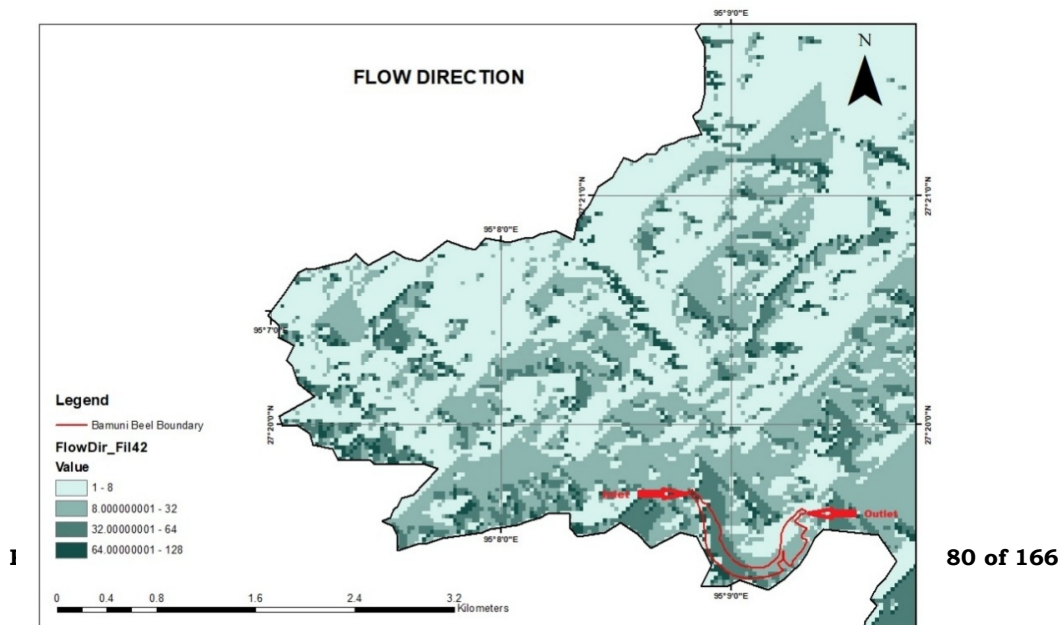 95°9'0"E
N
FLOW DIRECTION
27°21'0"N
27°21'0"N
95°8'0"E
95°7'0"E
Legend
Bamuni Beel Boundary
FlowDir_Fil42
Value
1 - 8
8.000000001 - 32
32.00000001 - 64
64.00000001 - 128
27°20'0"N
27°20'0"N
Inlet
Outlet
95°8'0"E
80 of 166
95°9'0"E
0 0.4 0.8 1.6 2.4 3.2
Kilometers